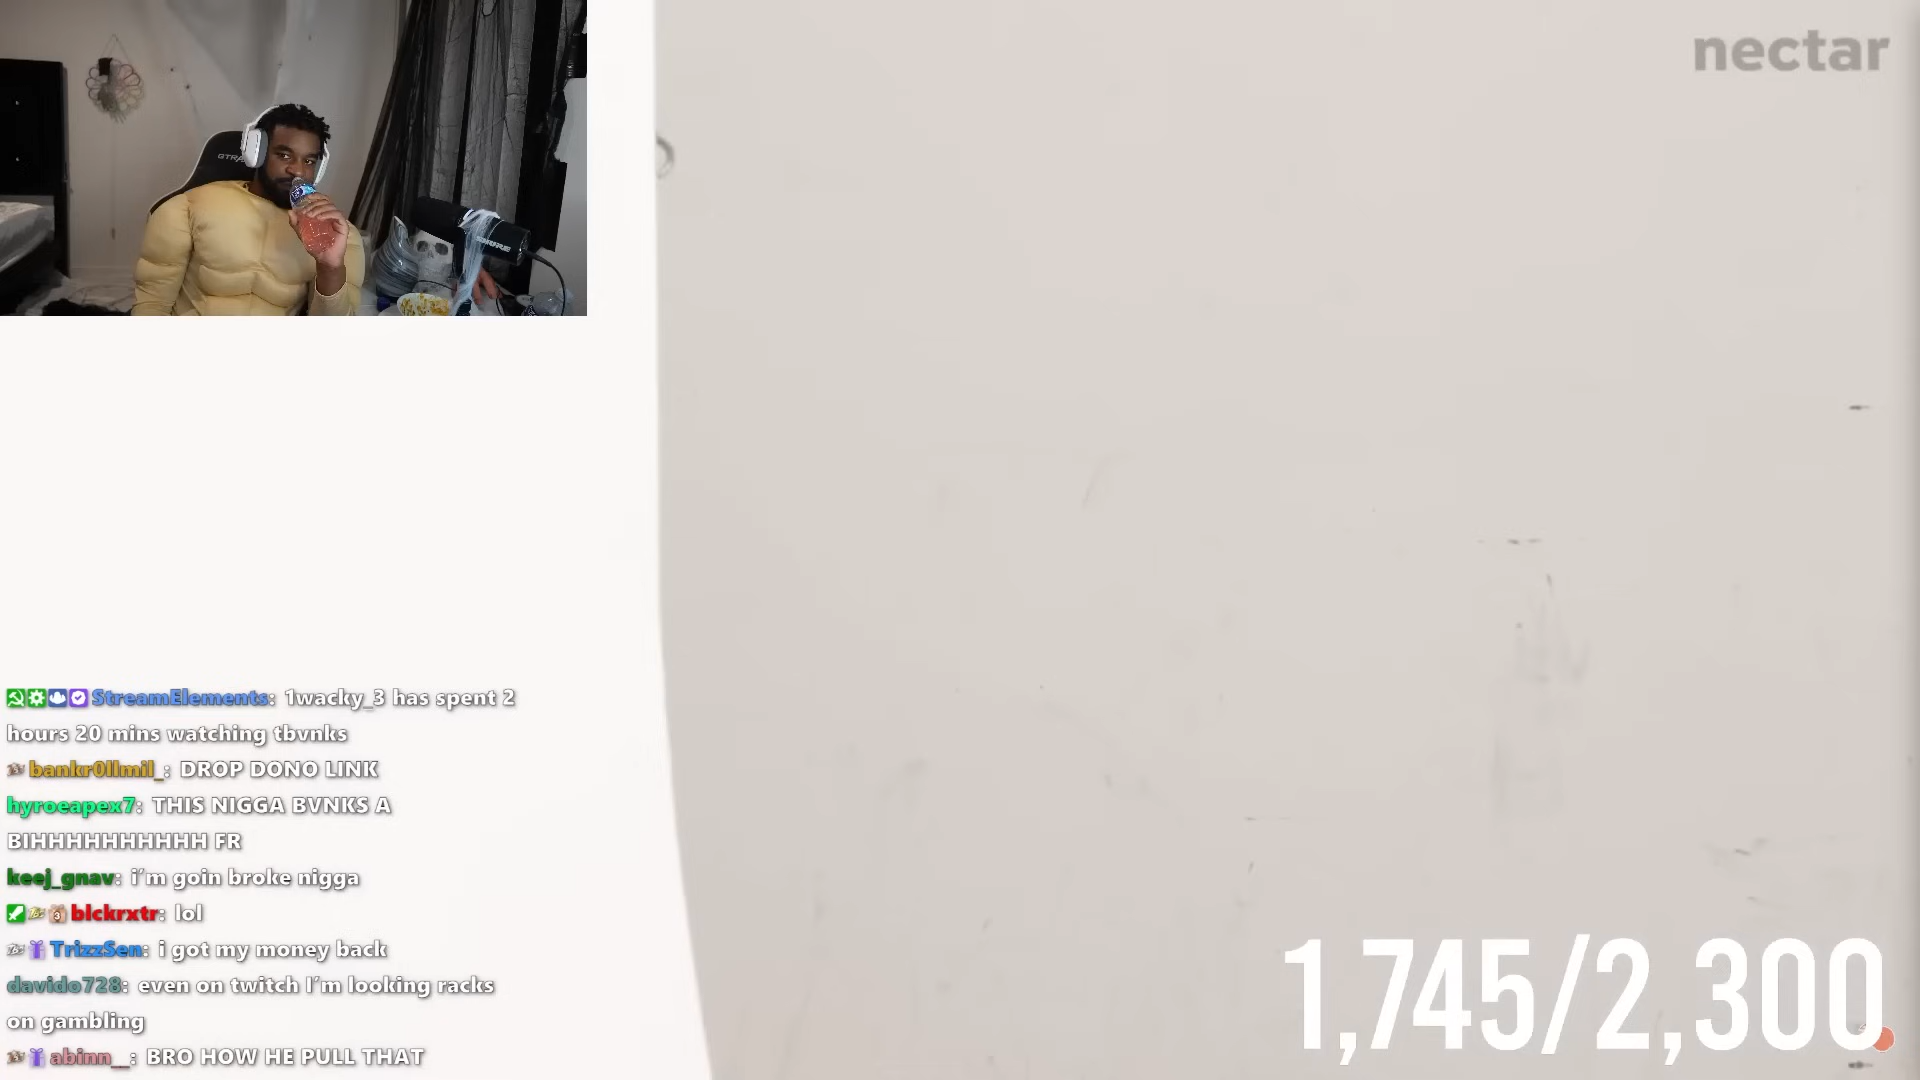 nectar
StreamElements: 1wacky_3 has spent 2
hours 20 mins watching tbvnks
bankr0llmil_: DROP DONO LINK
hyroeapex7: THIS NIGGA BVNKS A
BIHHHHHHHHHHH FR
keej_gnav: i'm goin broke nigga
blckrxtr: lol
TrizzSen: i got my money back
davido728: even on twitch I'm looking racks
on gambling
abinn__: BRO HOW HE PULL THAT
1,745/2,300